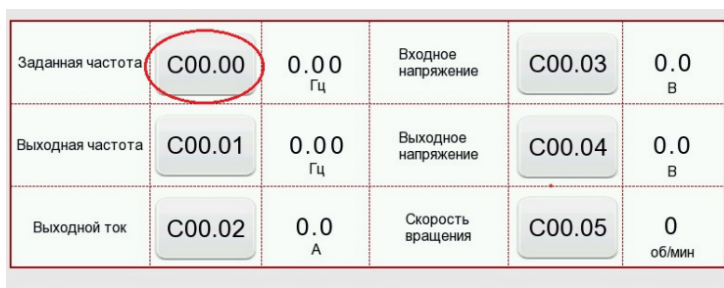 Заданная частота
C00.00
0.00
Гц
Входное
напряжение
C00.03
0.0
В
Выходная частота
C00.01
0.00
Гц
Выходное
напряжение
C00.04
0.0
В
Выходной ток
C00.02
0.0
А
Скорость
вращения
C00.05
0
об/мин